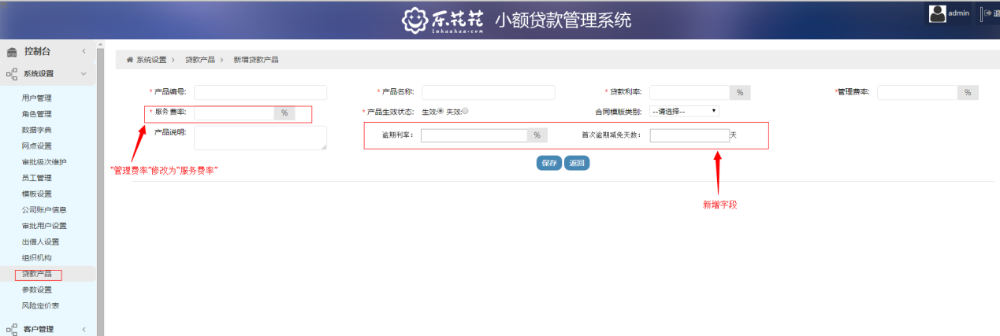 乐花花 小额贷款管理系统
lehuahua.com
admin
退
控制台
系统设置
用户管理
角色管理
数据字典
网点设置
审批级次维护
员工管理
模板设置
公司账户信息
审批用户设置
出借人设置
组织机构
贷款产品
参数设置
风险定价表
客户管理
系统设置 > 贷款产品 > 新增贷款产品
* 产品编号: * 产品名称: * 贷款利率: % *管理费率: %
* 服务费率: % * 产品生效状态: 生效: 失效: 合同模版类别: --请选择--
产品说明: 逾期利率: % 首次逾期减免天数: 天
保存 返回
"管理费率"修改为"服务费率"
新增字段